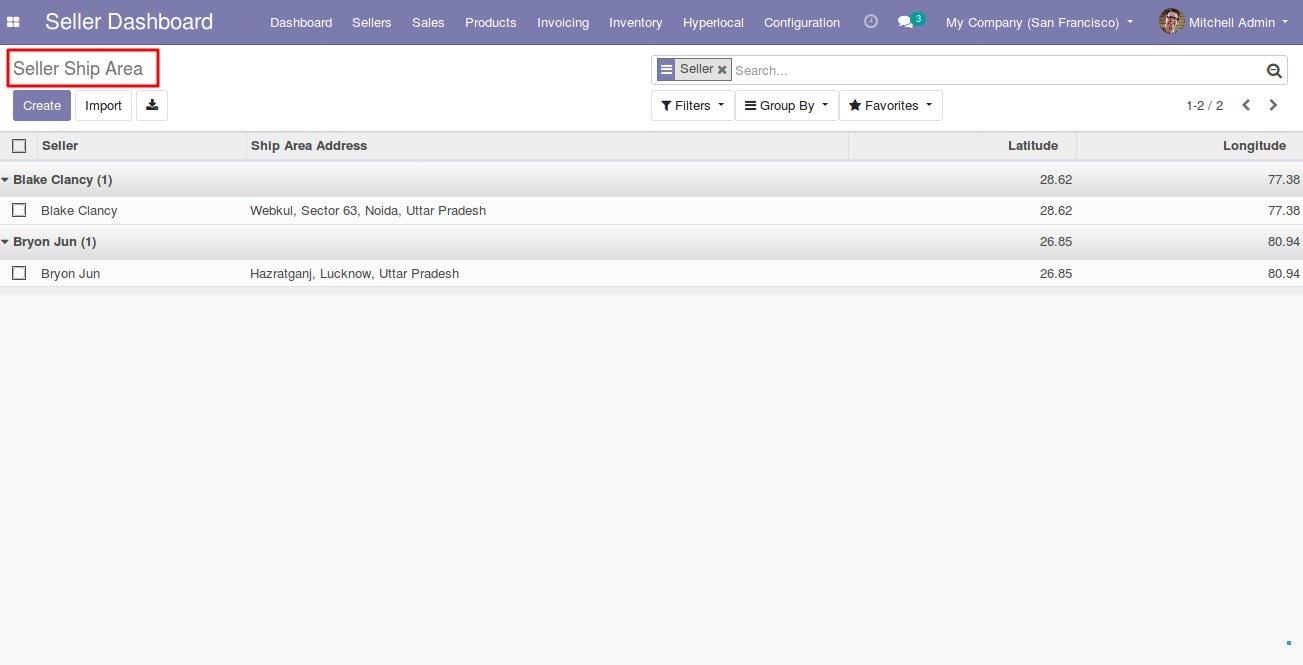 Seller Dashboard Dashboard Sellers Sales Products Invoicing Inventory Hyperlocal Configuration 3 My Company (San Francisco) Mitchell Admin
Seller Ship Area
Seller Search...
Create Import
Filters Group By Favorites 1-2 / 2
Seller Ship Area Address Latitude Longitude
Blake Clancy (1) 28.62 77.38
Blake Clancy Webkul, Sector 63, Noida, Uttar Pradesh 28.62 77.38
Bryon Jun (1) 26.85 80.94
Bryon Jun Hazratganj, Lucknow, Uttar Pradesh 26.85 80.94